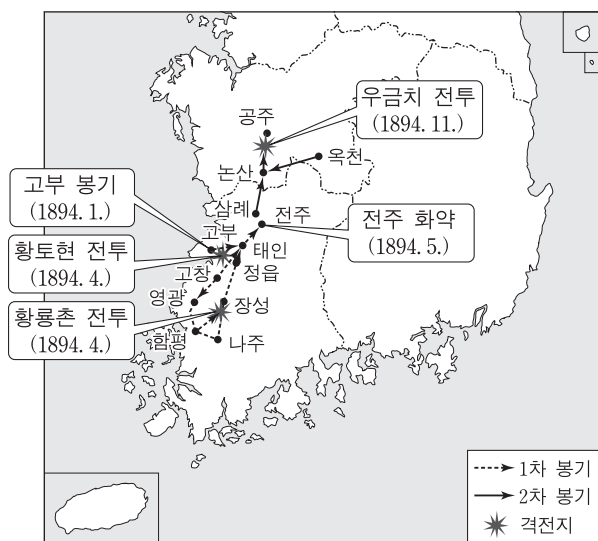 우금치 전투
(1894. 11.)
공주
옥천
논산
고부 봉기
(1894. 1.)
삼례
전주
전주 화약
(1894. 5.)
고부
태인
황토현 전투
(1894. 4.)
정읍
고창
영광
장성
황룡촌 전투
(1894. 4.)
함평
나주
1차 봉기
2차 봉기
격전지